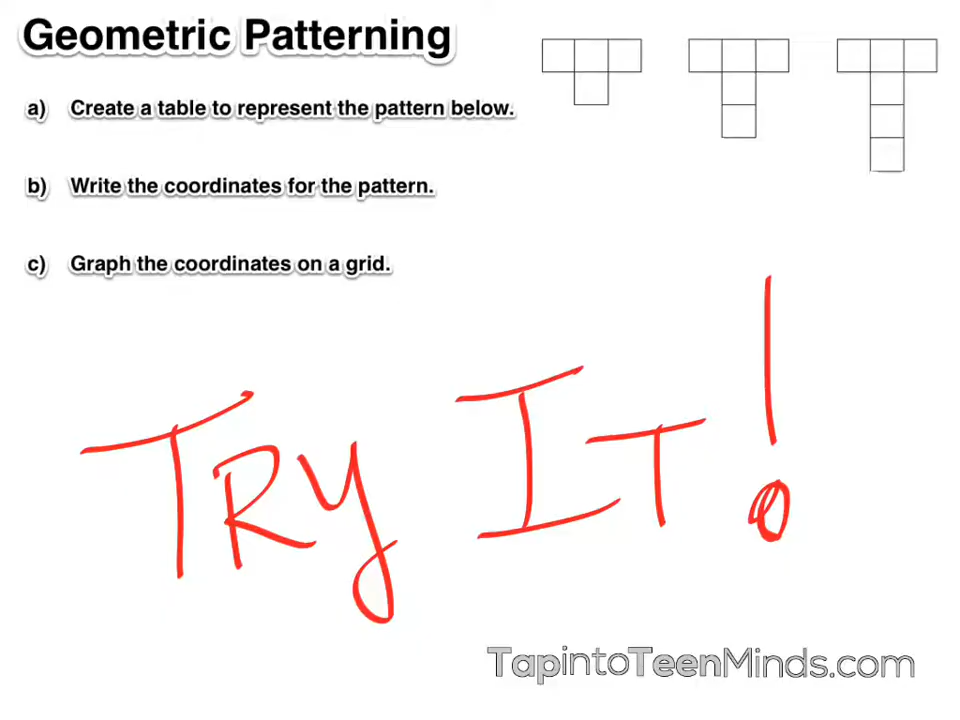 Geometric Patterning
a) Create a table to represent the pattern below.
b) Write the coordinates for the pattern.
c) Graph the coordinates on a grid.
TRy IT!
TapintoTeenMinds.com